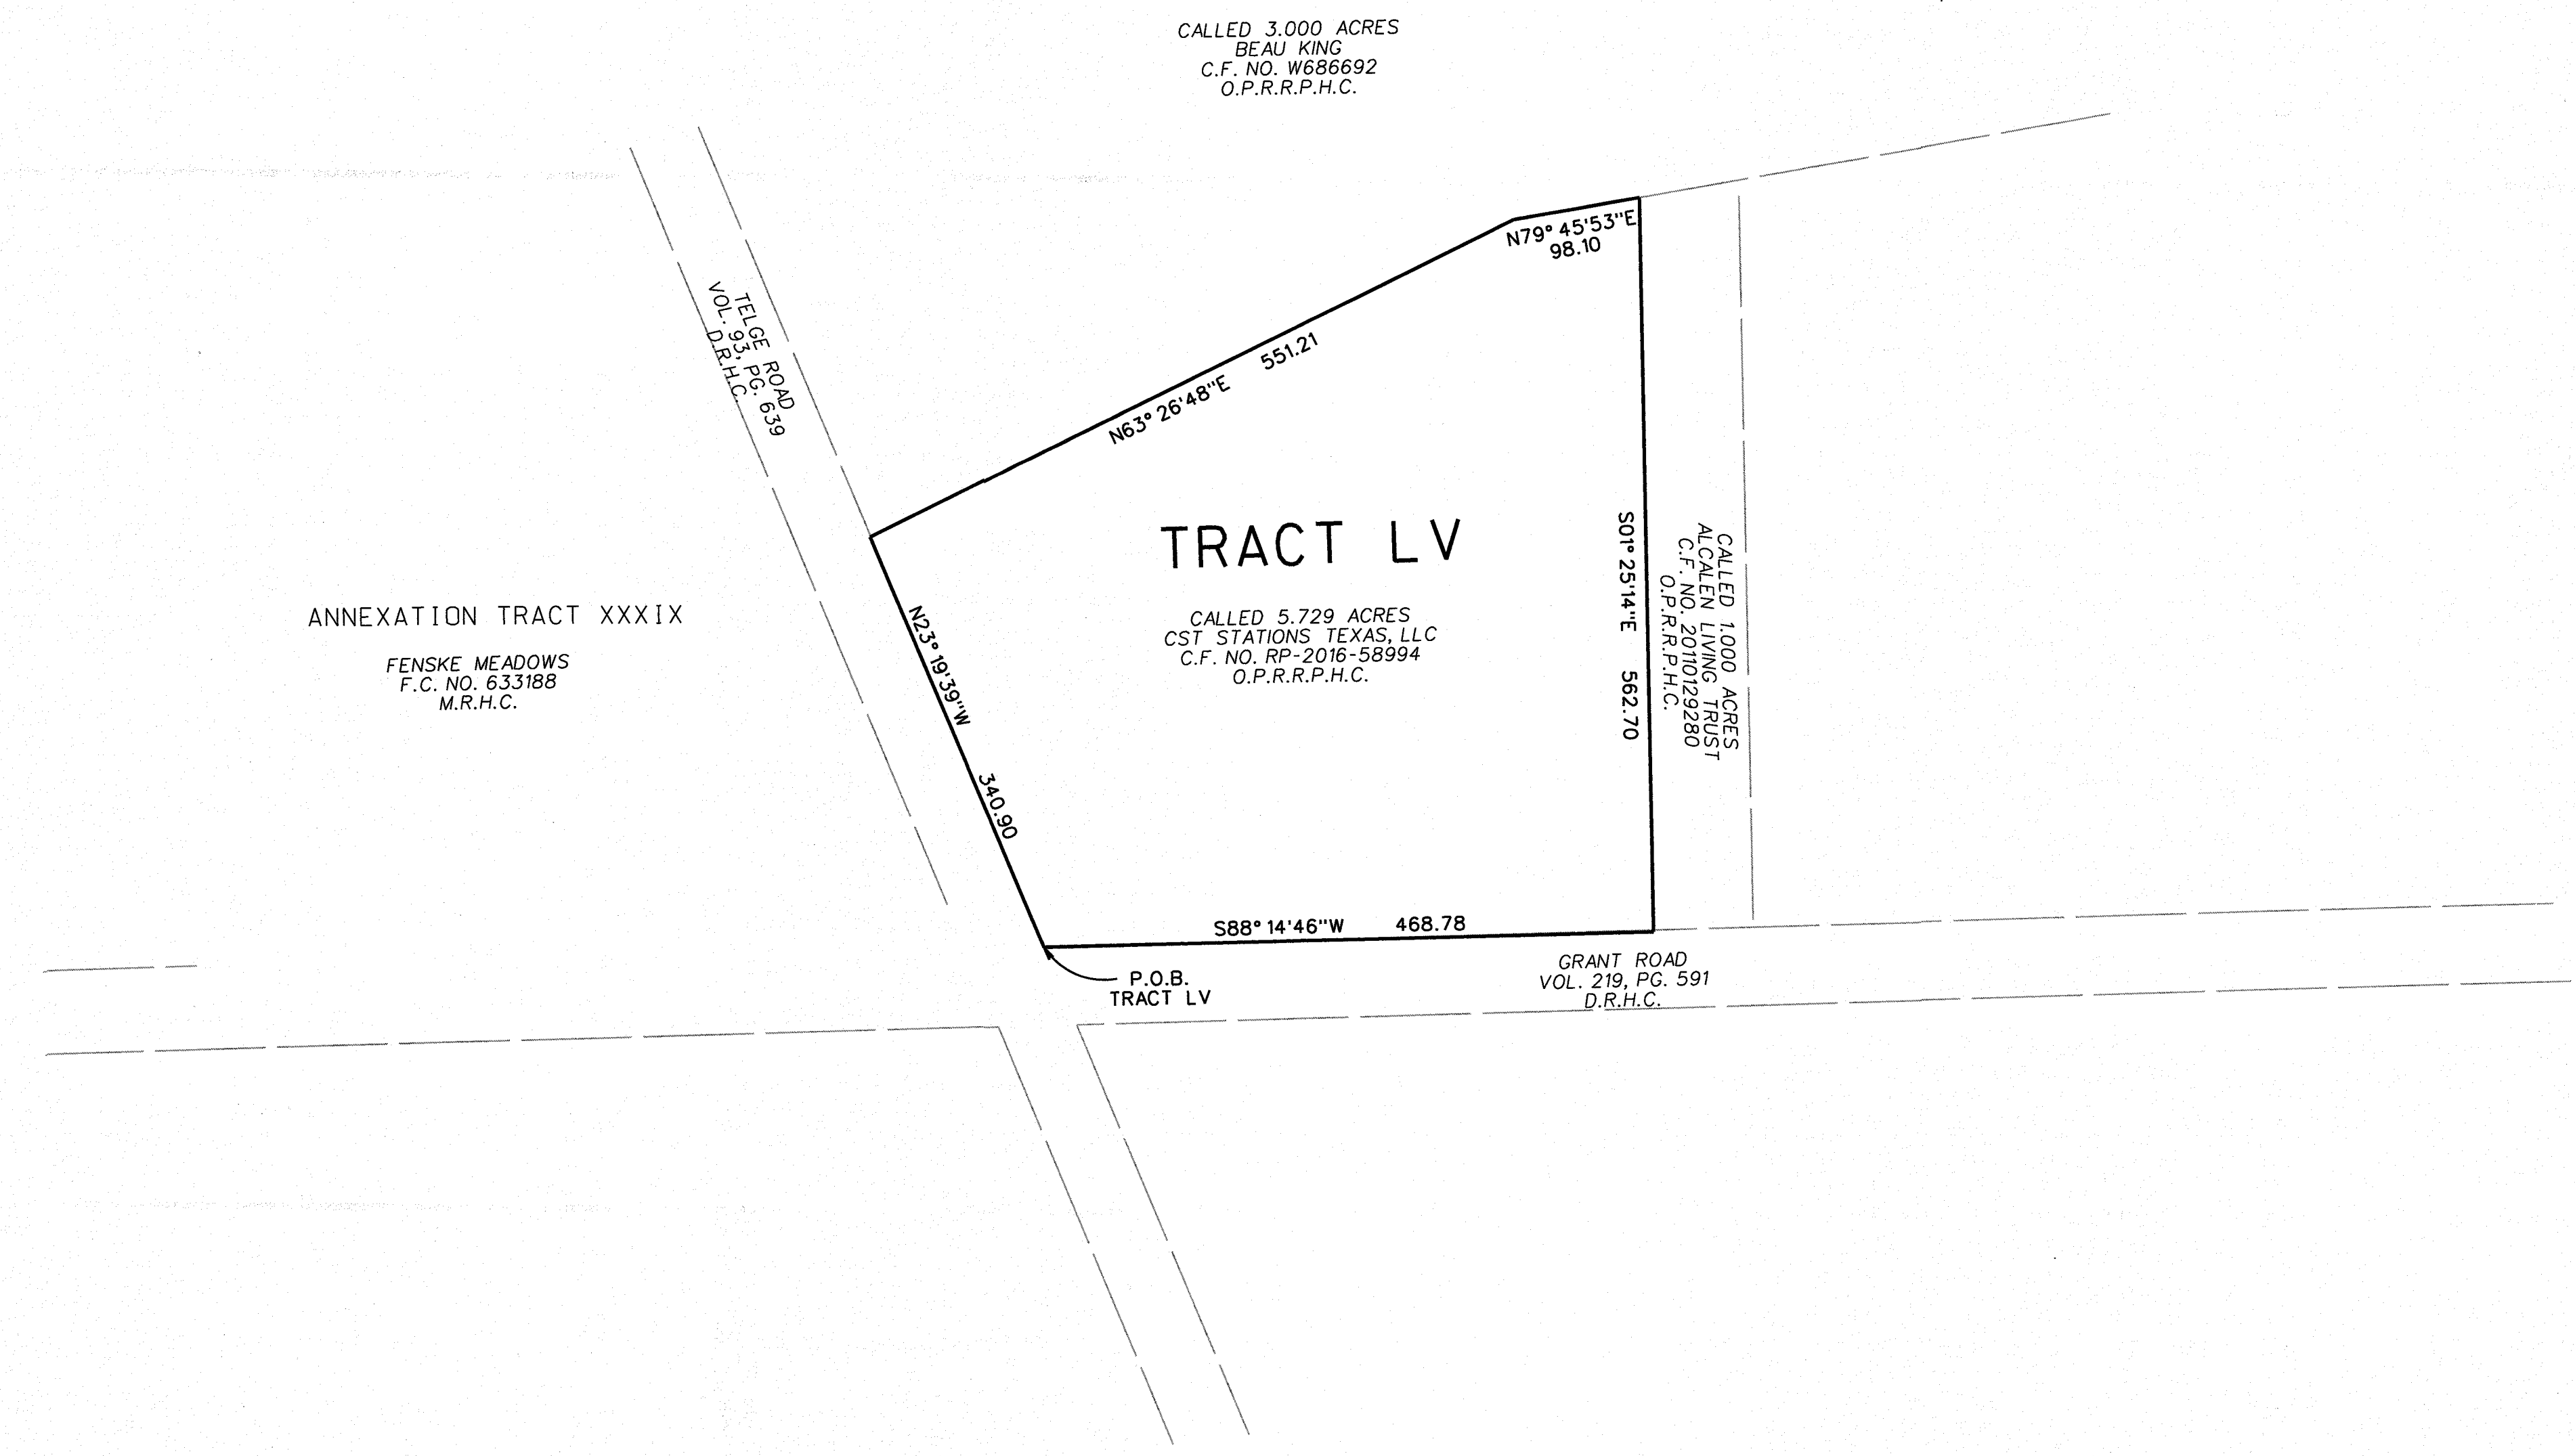 CALLED 3.000 ACRES
BEAU KING
C.F. NO. W686692
O.P.R.R.P.H.C.
N79° 45'53"E
98.10
TELGE ROAD
VOL. 93, PG. 639
D.R.H.C.
551.21
N63° 26'48"E
TRACT LV
CALLED 5.729 ACRES
CST STATIONS TEXAS, LLC
C.F. NO. RP-2016-58994
O.P.R.R.P.H.C.
ANNEXATION TRACT XXXIX
FENSKE MEADOWS
F.C. NO. 633188
M.R.H.C.
N23° 19'39"W
340.90
S01° 25'14"E 562.70
CALLED 1.000 ACRES
ALCALEN LIVING TRUST
C.F. NO. 20110129280
O.P.R.R.P.H.C.
S88° 14'46"W 468.78
P.O.B.
TRACT LV
GRANT ROAD
VOL. 219, PG. 591
D.R.H.C.